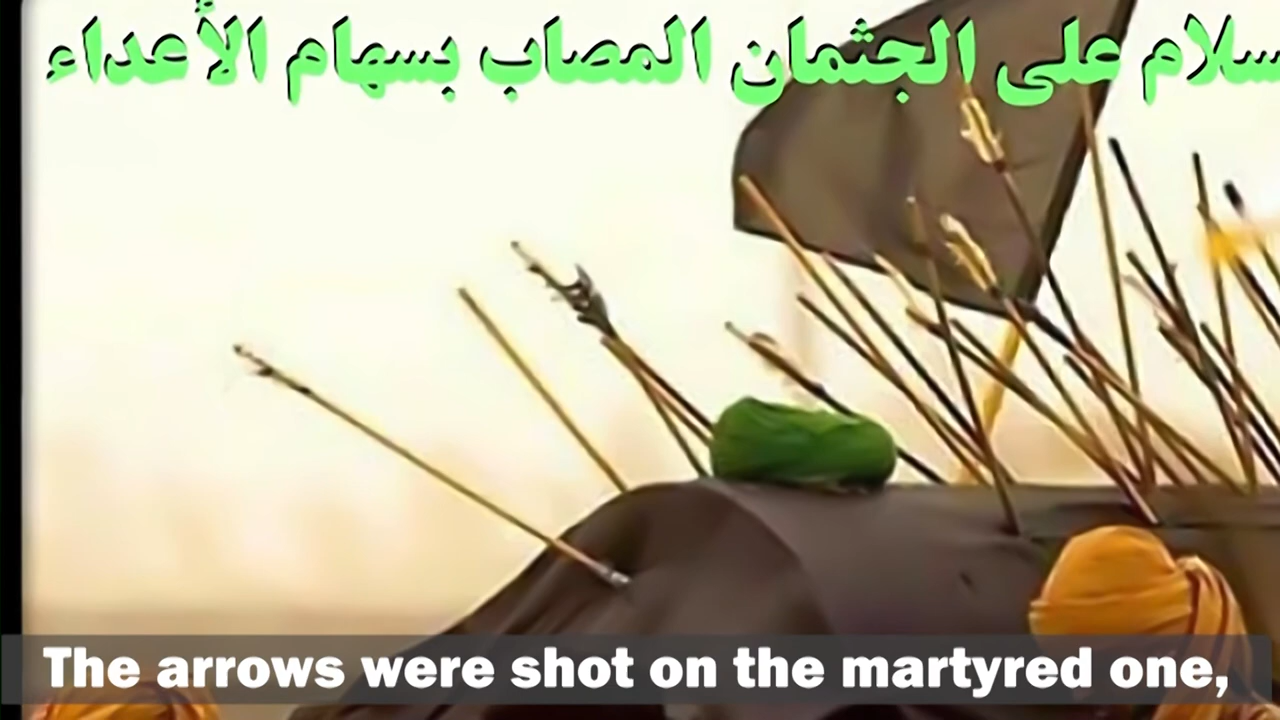 سلام على الجثمان المصاب بسهام الأعداء
The arrows were shot on the martyred one,